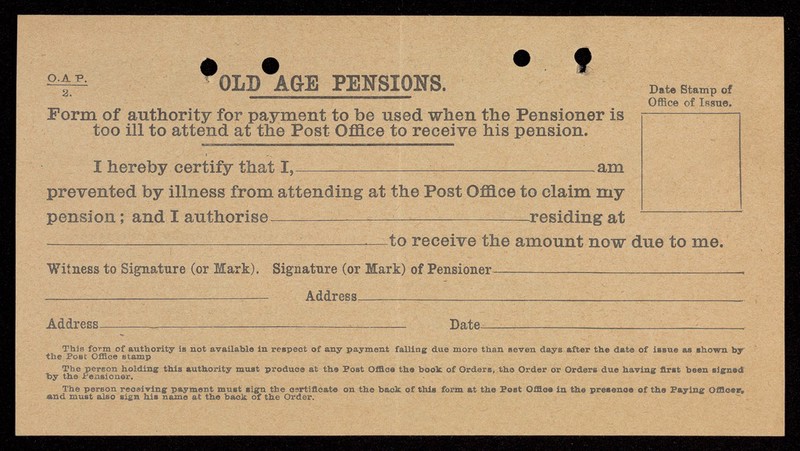 O.A.P.
2.
OLD AGE PENSIONS.
Date Stamp of
Office of Issue.
Form of authority for payment to be used when the Pensioner is
too ill to attend at the Post Office to receive his pension.
I hereby certify that I, am
prevented by illness from attending at the Post Office to claim my
pension; and I authorise residing at
to receive the amount now due to me.
Witness to Signature (or Mark). Signature (or Mark) of Pensioner
Address
Address Date
This form of authority is not available in respect of any payment falling due more than seven days after the date of issue as shown by
the Post Office stamp
The person holding this authority must produce at the Post Office the book of Orders, the Order or Orders due having first been signed
by the Pensioner.
The person receiving payment must sign the certificate on the back of this form at the Post Office in the presence of the Paying Officer,
and must also sign his name at the back of the Order.